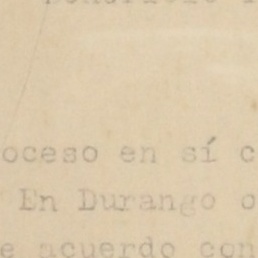 oceso en sí c
En Durango c
e acuerdo con